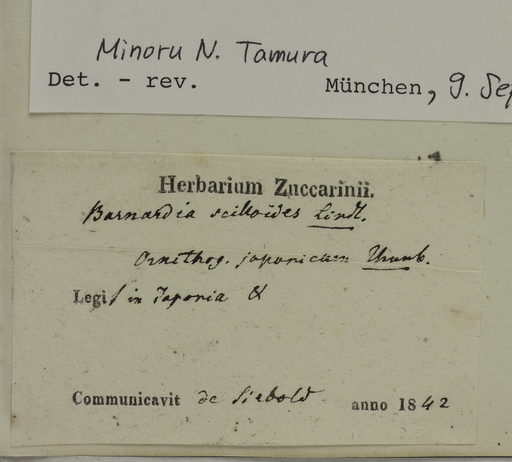 Minoru N. Tamura
Det. - rev. München, 9. Sep
Herbarium Zuccarinii.
Barnardia scilloides Lindl.
Ornithog. japonicum Thunb.
Legit in Japonia
Communicavit de Siebold anno 1842